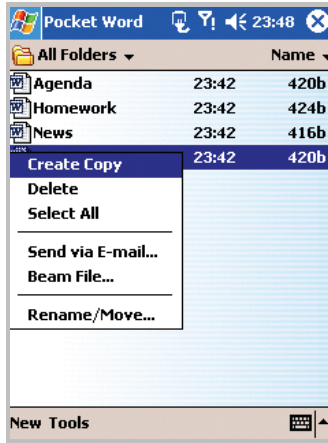 Pocket Word 23:48
All Folders Name
Agenda 23:42 420b
Homework 23:42 424b
News 23:42 416b
23:42 420b
Create Copy
Delete
Select All
Send via E-mail...
Beam File...
Rename/Move...
New Tools